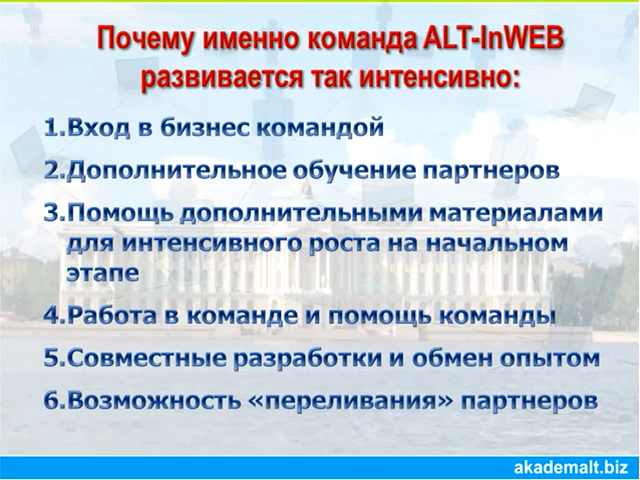 Почему именно команда ALT-InWEB
развивается так интенсивно:
1.Вход в бизнес командой
2.Дополнительное обучение партнеров
3.Помощь дополнительными материалами
для интенсивного роста на начальном
этапе
4.Работа в команде и помощь команды
5.Совместные разработки и обмен опытом
6.Возможность «переливания» партнеров
akademalt.biz